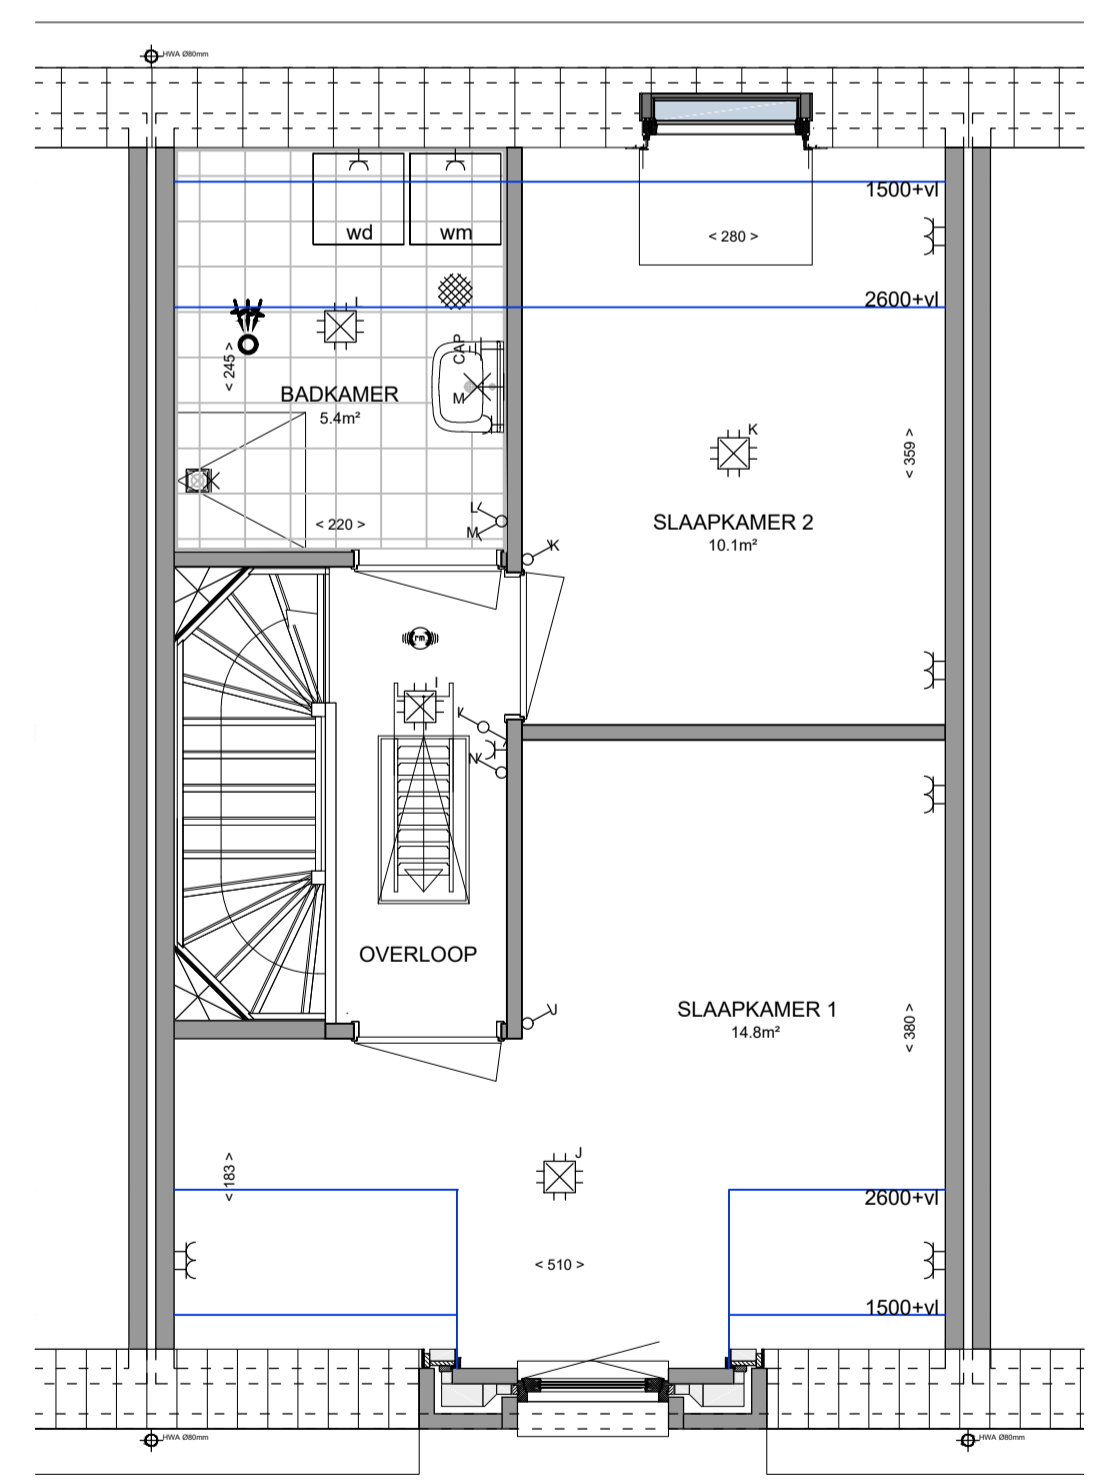 HWA Ø80mm
1500+vl
wd
wm
< 280 >
2600+vl
I
CAP
< 245 >
BADKAMER
M
5.4m²
K
< 359 >
L
< 220 >
M
SLAAPKAMER 2
10.1m²
K
rm
I
K
N
OVERLOOP
SLAAPKAMER 1
14.8m²
J
< 380 >
J
< 183 >
2600+vl
< 510 >
1500+vl
HWA Ø80mm
HWA Ø80mm